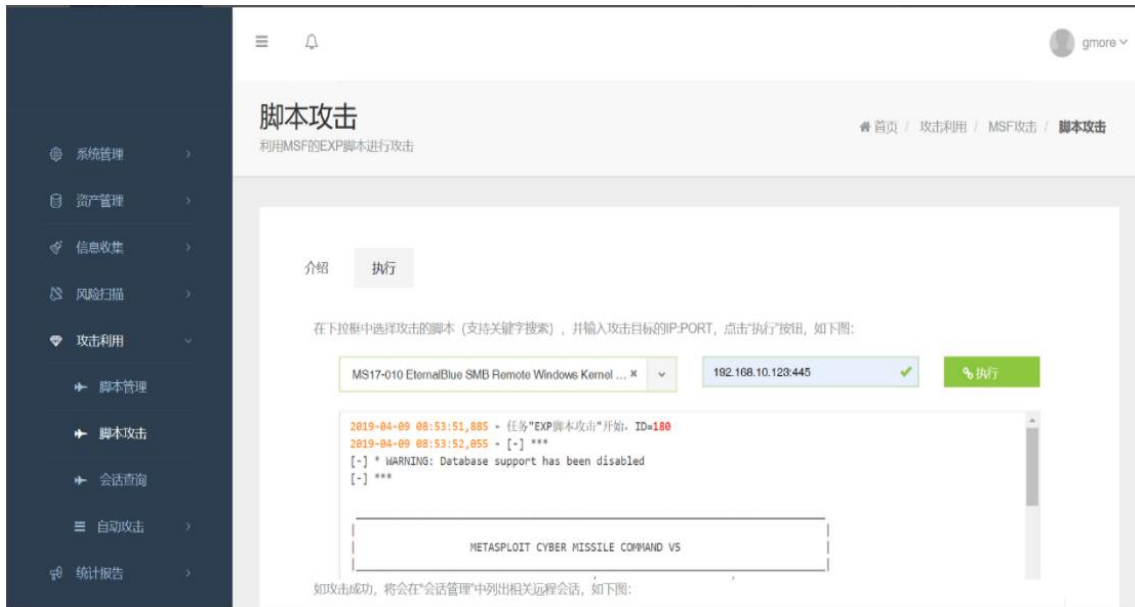 gmore
脚本攻击
利用MSF的EXP脚本进行攻击
首页 / 攻击利用 / MSF攻击 / 脚本攻击
系统管理
资产管理
信息收集
风险扫描
攻击利用
脚本管理
脚本攻击
会话查询
自动攻击
统计报告
介绍 执行
在下拉框中选择攻击的脚本（支持关键字搜索），并输入攻击目标的IP:PORT，点击“执行”按钮，如下图：
MS17-010 EternalBlue SMB Remote Windows Kernel ... 192.168.10.123:445 执行
2019-04-09 08:53:51,885 - 任务"EXP脚本攻击"开始，ID=180
2019-04-09 08:53:52,055 - [-] ***
[-] * WARNING: Database support has been disabled
[-] ***
METASPLOIT CYBER MISSILE COMMAND V5
如攻击成功，将会在“会话管理”中列出相关远程会话，如下图：